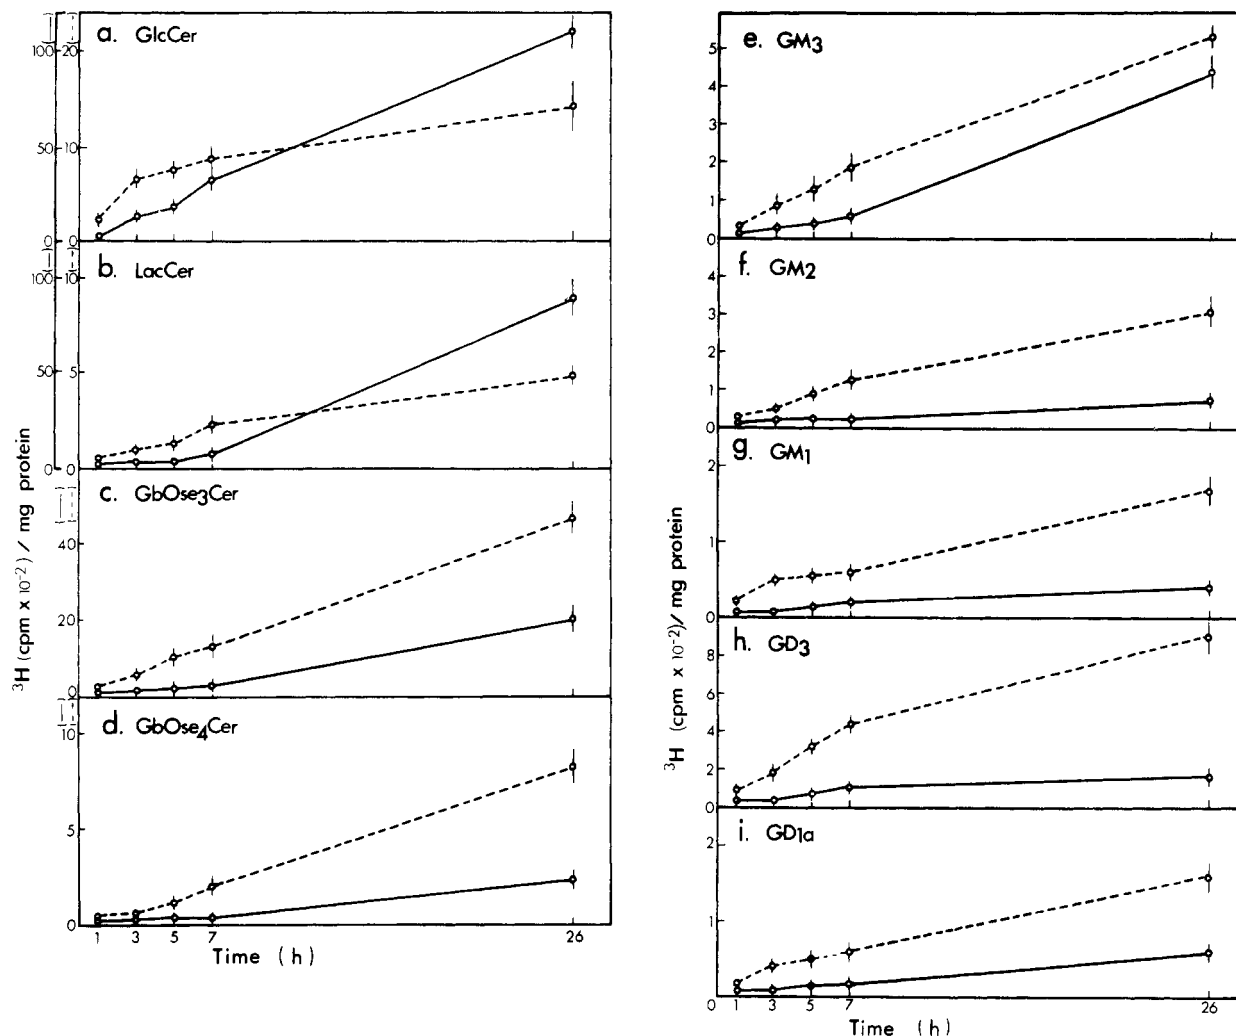 a. GlcCer
100 20
50 10
0 0
b. LacCer
100 10
50 5
0 0
c. GbOse3Cer
40
20
0
d. GbOse4Cer
10
5
0
1 3 5 7 26
Time (h)
³H (cpm x 10⁻²) / mg protein
e. GM3
5
4
3
2
1
0
f. GM2
4
3
2
1
0
g. GM1
2
1
0
h. GD3
8
6
4
2
0
i. GD1a
2
1
0 1 3 5 7 26
Time (h)
³H (cpm x 10⁻²)/ mg protein